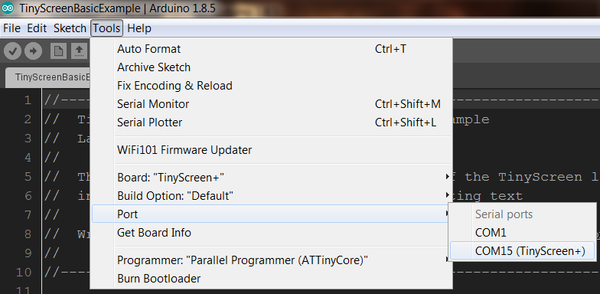 TinyScreenBasicExample | Arduino 1.8.5
File Edit Sketch Tools Help
TinyScreenBasicE
Auto Format Ctrl+T
Archive Sketch
Fix Encoding & Reload
Serial Monitor Ctrl+Shift+M
Serial Plotter Ctrl+Shift+L
WiFi101 Firmware Updater
Board: "TinyScreen+"
Build Option: "Default"
Port
Get Board Info
Programmer: "Parallel Programmer (ATTinyCore)"
Burn Bootloader
Serial ports
COM1
COM15 (TinyScreen+)
1 //
2 // Ti ample
3 // La
4 //
5 // Th f the TinyScreen l
6 // in ting text
7 //
8 // Wr
9 //
10 //
11